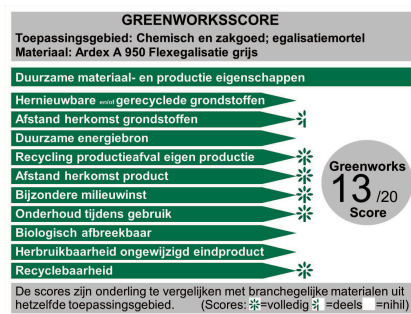 GREENWORKSSCORE
Toepassingsgebied: Chemisch en zakgoed; egalisatiemortel
Materiaal: Ardex A 950 Flexegalisatie grijs
Duurzame materiaal- en productie eigenschappen
Hernieuwbare en/of gerecyclede grondstoffen
Afstand herkomst grondstoffen
Duurzame energiebron
Recycling productieafval eigen productie
Afstand herkomst product
Bijzondere milieuwinst
Onderhoud tijdens gebruik
Biologisch afbreekbaar
Herbruikbaarheid ongewijzigd eindproduct
Recyclebaarheid
Greenworks
13 /20
Score
De scores zijn onderling te vergelijken met branchegelijke materialen uit
hetzelfde toepassingsgebied. (Scores: =volledig =deels =nihil)